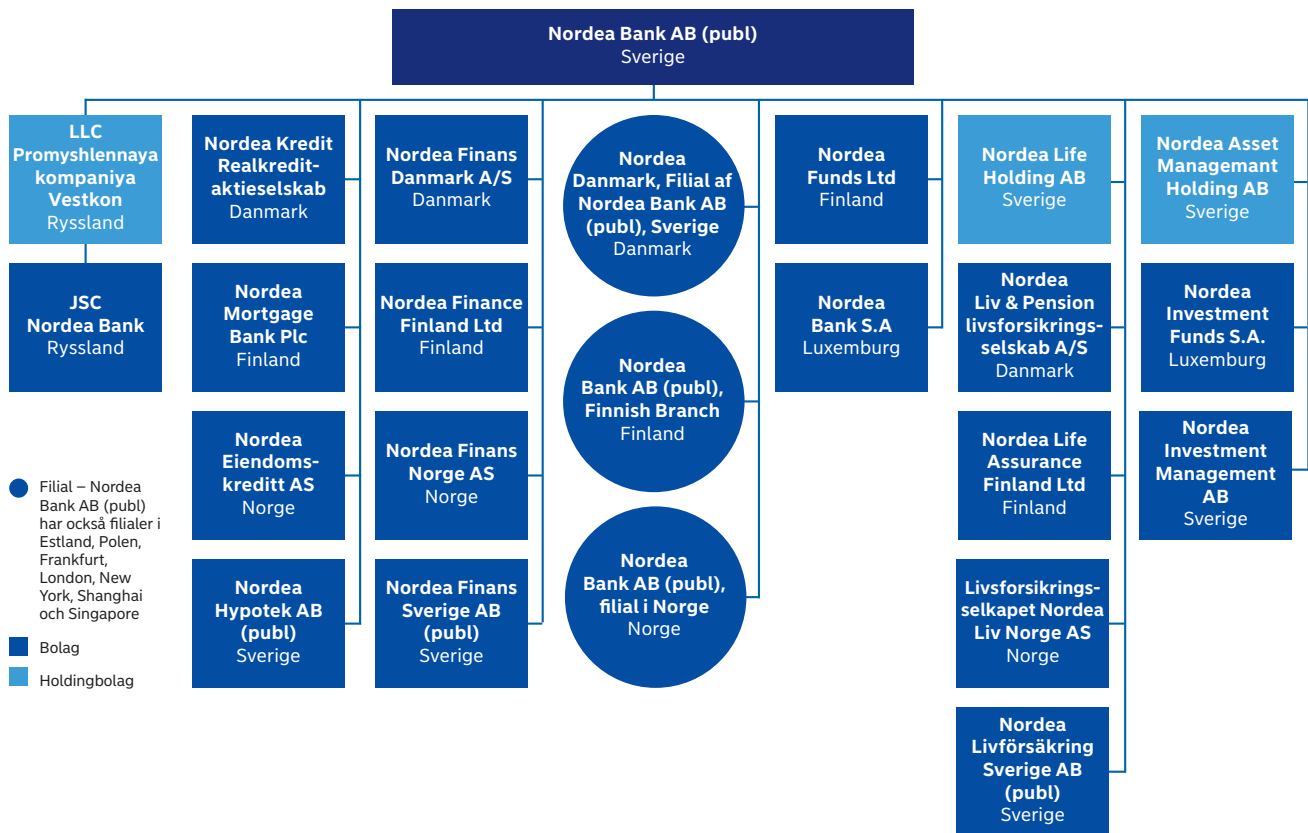 Nordea Bank AB (publ)
Sverige
LLC
Promyshlennaya
kompaniya
Vestkon
Ryssland
JSC
Nordea Bank
Ryssland
Nordea Kredit
Realkredit-
aktieselskab
Danmark
Nordea
Mortgage
Bank Plc
Finland
Nordea
Eiendoms-
kreditt AS
Norge
Nordea
Hypotek AB
(publ)
Sverige
Nordea Finans
Danmark A/S
Danmark
Nordea Finance
Finland Ltd
Finland
Nordea Finans
Norge AS
Norge
Nordea Finans
Sverige AB
(publ)
Sverige
Nordea
Danmark, Filial af
Nordea Bank AB
(publ), Sverige
Danmark
Nordea
Bank AB (publ),
Finnish Branch
Finland
Nordea
Bank AB (publ),
filial i Norge
Norge
Nordea
Funds Ltd
Finland
Nordea
Bank S.A
Luxemburg
Nordea Life
Holding AB
Sverige
Nordea
Liv & Pension
livsforsikrings-
selskab A/S
Danmark
Nordea Life
Assurance
Finland Ltd
Finland
Livsforsikrings-
selskapet Nordea
Liv Norge AS
Norge
Nordea
Livförsäkring
Sverige AB
(publ)
Sverige
Nordea Asset
Managemant
Holding AB
Sverige
Nordea
Investment
Funds S.A.
Luxemburg
Nordea
Investment
Management
AB
Sverige
Filial – Nordea
Bank AB (publ)
har också filialer i
Estland, Polen,
Frankfurt,
London, New
York, Shanghai
och Singapore
Bolag
Holdingbolag